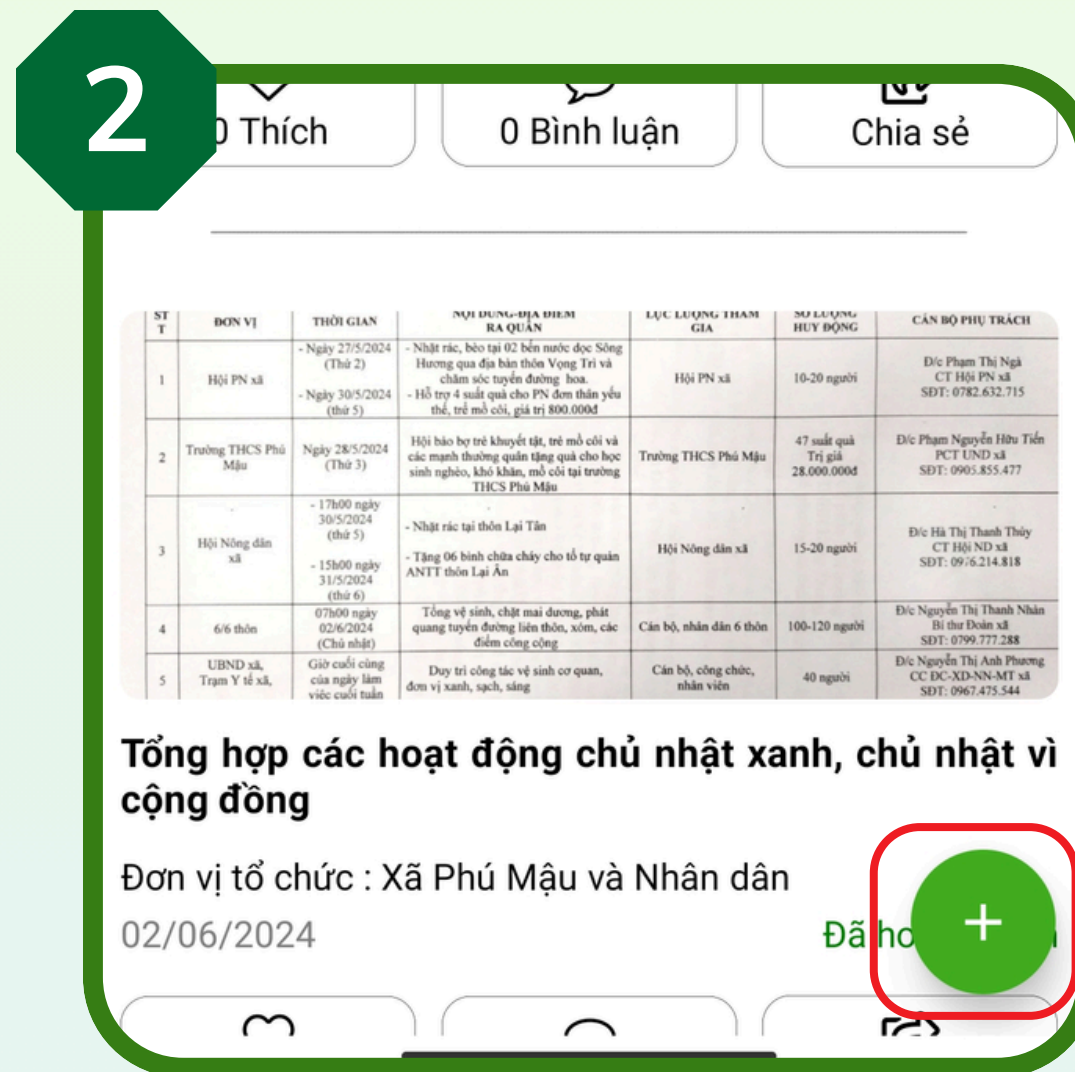 2
0 Thích
0 Bình luận
Chia sẻ
ST
T
ĐƠN VỊ
THỜI GIAN
NỘI DUNG-ĐỊA ĐIỂM
RA QUÂN
LỰC LƯỢNG THAM
GIA
SỐ LƯỢNG
HUY ĐỘNG
CÁN BỘ PHỤ TRÁCH
1
Hội PN xã
- Ngày 27/5/2024
(Thứ 2)
- Ngày 30/5/2024
(thứ 5)
- Nhặt rác, bèo tại 02 bến nước dọc Sông
Hương qua địa bàn thôn Vọng Trì và
chăm sóc tuyến đường hoa.
- Hỗ trợ 4 suất quà cho PN đơn thân yếu
thế, trẻ mồ côi, giá trị 800.000đ
Hội PN xã
10-20 người
Đ/c Phạm Thị Ngà
CT Hội PN xã
SĐT: 0782.632.715
2
Trường THCS Phú
Mậu
Ngày 28/5/2024
(Thứ 3)
Hội bảo bợ trẻ khuyết tật, trẻ mồ côi và
các mạnh thường quân tặng quà cho học
sinh nghèo, khó khăn, mồ côi tại trường
THCS Phú Mậu
Trường THCS Phú Mậu
47 suất quà
Trị giá
28.000.000đ
Đ/c Phạm Nguyễn Hữu Tiến
PCT UND xã
SĐT: 0905.855.477
3
Hội Nông dân
xã
- 17h00 ngày
30/5/2024
(thứ 5)
- 15h00 ngày
31/5/2024
(thứ 6)
- Nhặt rác tại thôn Lại Tân
- Tặng 06 bình chữa cháy cho tổ tự quản
ANTT thôn Lại Ân
Hội Nông dân xã
15-20 người
Đ/c Hà Thị Thanh Thúy
CT Hội ND xã
SĐT: 0976.214.818
4
6/6 thôn
07h00 ngày
02/6/2024
(Chủ nhật)
Tổng vệ sinh, chặt mai dương, phát
quang tuyến đường liên thôn, xóm, các
điểm công cộng
Cán bộ, nhân dân 6 thôn
100-120 người
Đ/c Nguyễn Thị Thanh Nhàn
Bí thư Đoàn xã
SĐT: 0799.777.288
5
UBND xã,
Trạm Y tế xã,
Giờ cuối cùng
của ngày làm
việc cuối tuần
Duy trì công tác vệ sinh cơ quan,
đơn vị xanh, sạch, sáng
Cán bộ, công chức,
nhân viên
40 người
Đ/c Nguyễn Thị Anh Phương
CC ĐC-XD-NN-MT xã
SĐT: 0967.475.544
Tổng hợp các hoạt động chủ nhật xanh, chủ nhật vì
cộng đồng
Đơn vị tổ chức : Xã Phú Mậu và Nhân dân
02/06/2024
Đã ho
+